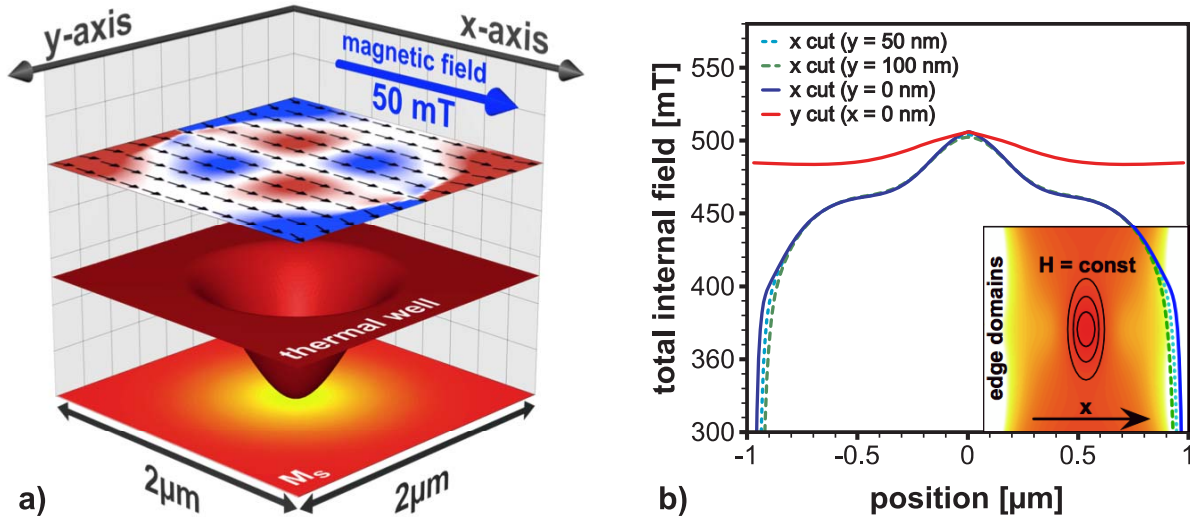 y-axis
x-axis
magnetic field
50 mT
thermal well
Ms
2µm
2µm
a)
total internal field [mT]
550
500
450
400
360
300
x cut (y = 50 nm)
x cut (y = 100 nm)
x cut (y = 0 nm)
y cut (x = 0 nm)
edge domains
H = const
x
-1
-0.5
0
0.5
1
position [µm]
b)